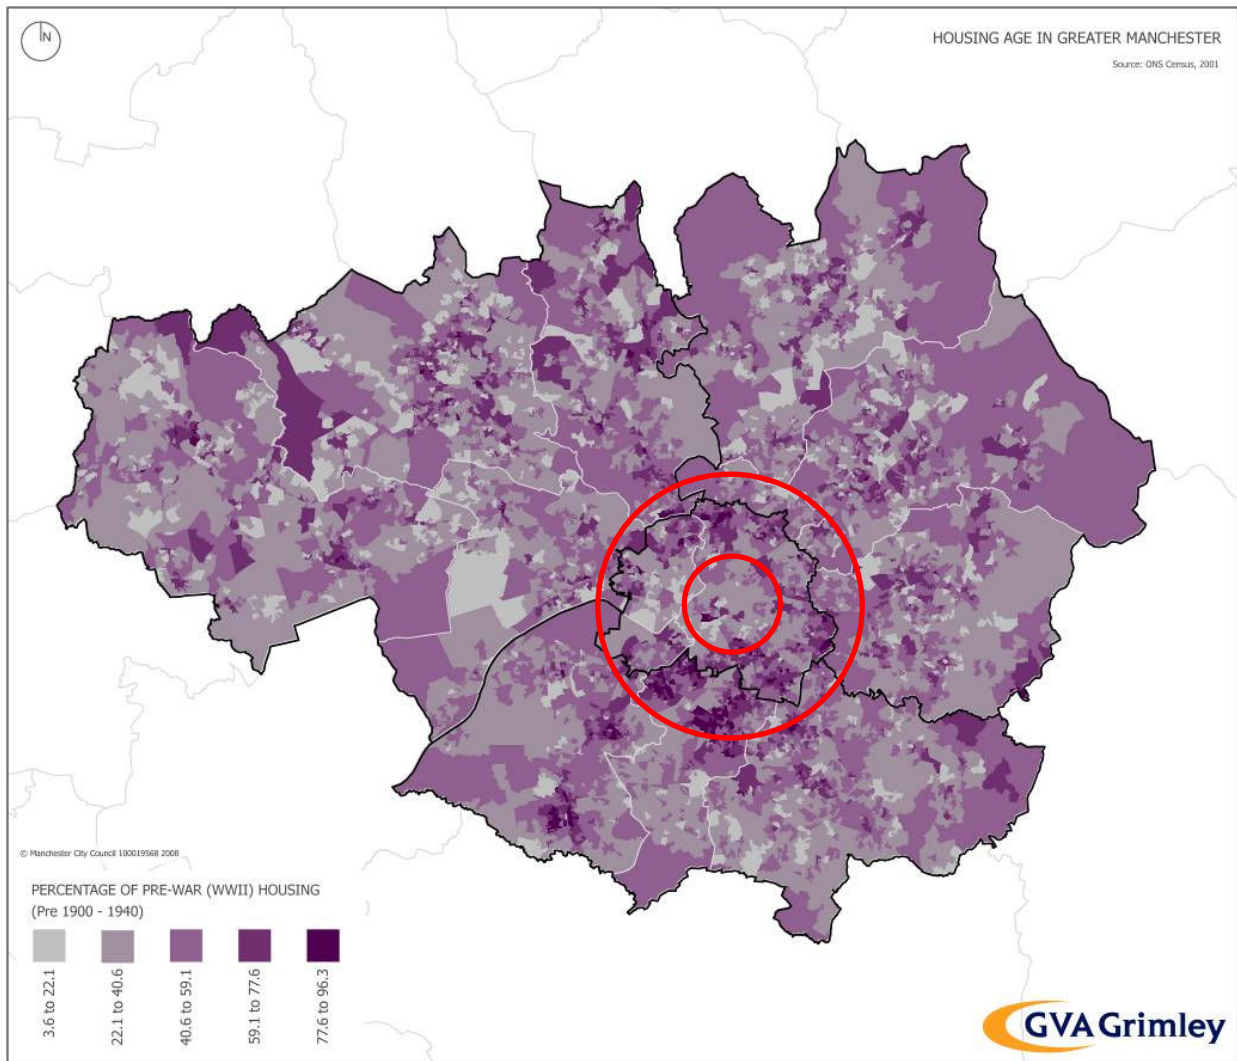 N
HOUSING AGE IN GREATER MANCHESTER
Source: ONS Census, 2001
© Manchester City Council 100019568 2008
PERCENTAGE OF PRE-WAR (WWII) HOUSING
(Pre 1900 - 1940)
3.6 to 22.1
22.1 to 40.6
40.6 to 59.1
59.1 to 77.6
77.6 to 96.3
GVA Grimley